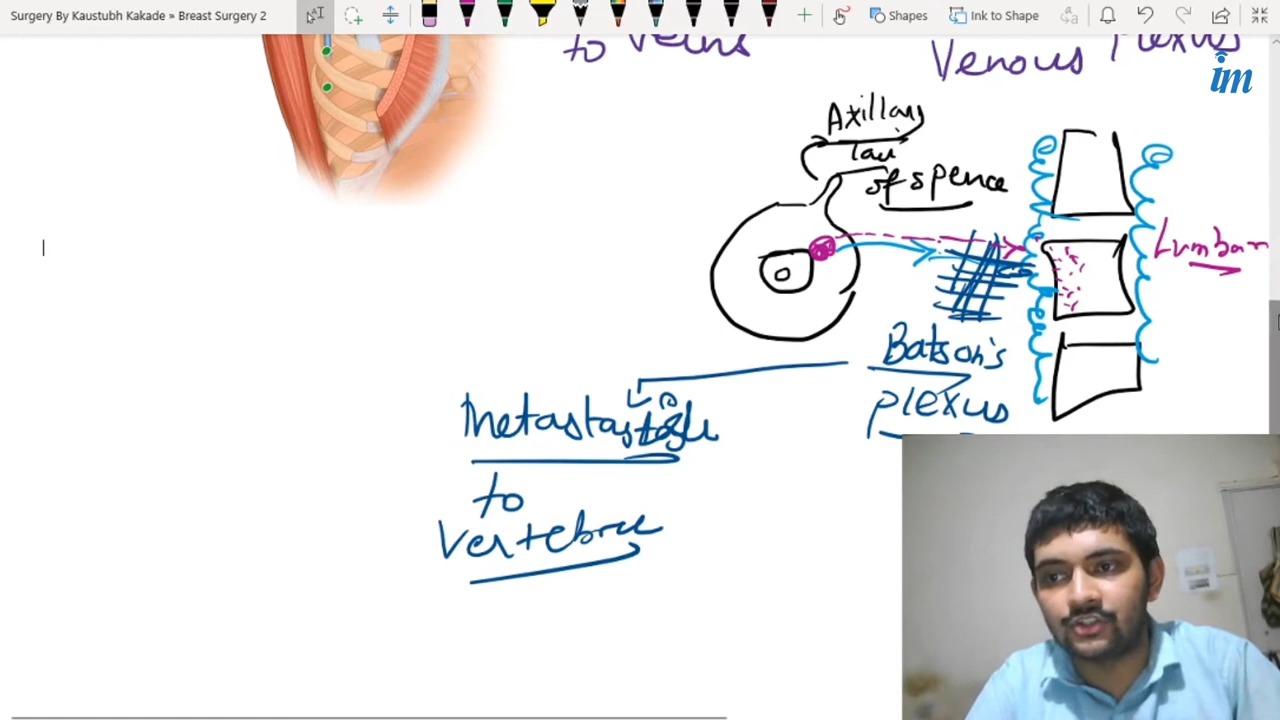 Surgery By Kaustubh Kakade » Breast Surgery 2
Shapes
Ink to Shape
to Veins
Venous Plexus
im
Axillary
Tail
of spence
Lumbar
Batson's
plexus
to
Vertebrae